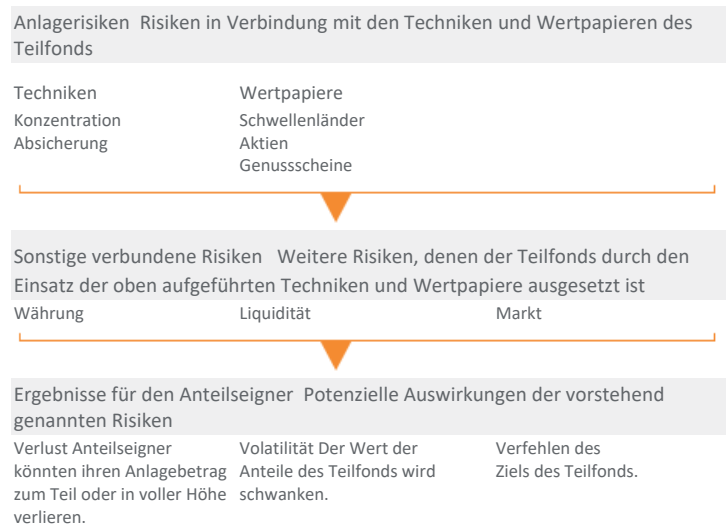 Anlagerisiken  Risiken in Verbindung mit den Techniken und Wertpapieren des
Teilfonds
Techniken Wertpapiere
Konzentration Schwellenländer
Absicherung Aktien
Genussscheine
Sonstige verbundene Risiken   Weitere Risiken, denen der Teilfonds durch den
Einsatz der oben aufgeführten Techniken und Wertpapiere ausgesetzt ist
Währung Liquidität Markt
Ergebnisse für den Anteilseigner  Potenzielle Auswirkungen der vorstehend
genannten Risiken
Verlust Anteilseigner
könnten ihren Anlagebetrag
zum Teil oder in voller Höhe
verlieren.
Volatilität Der Wert der
Anteile des Teilfonds wird
schwanken.
Verfehlen des
Ziels des Teilfonds.